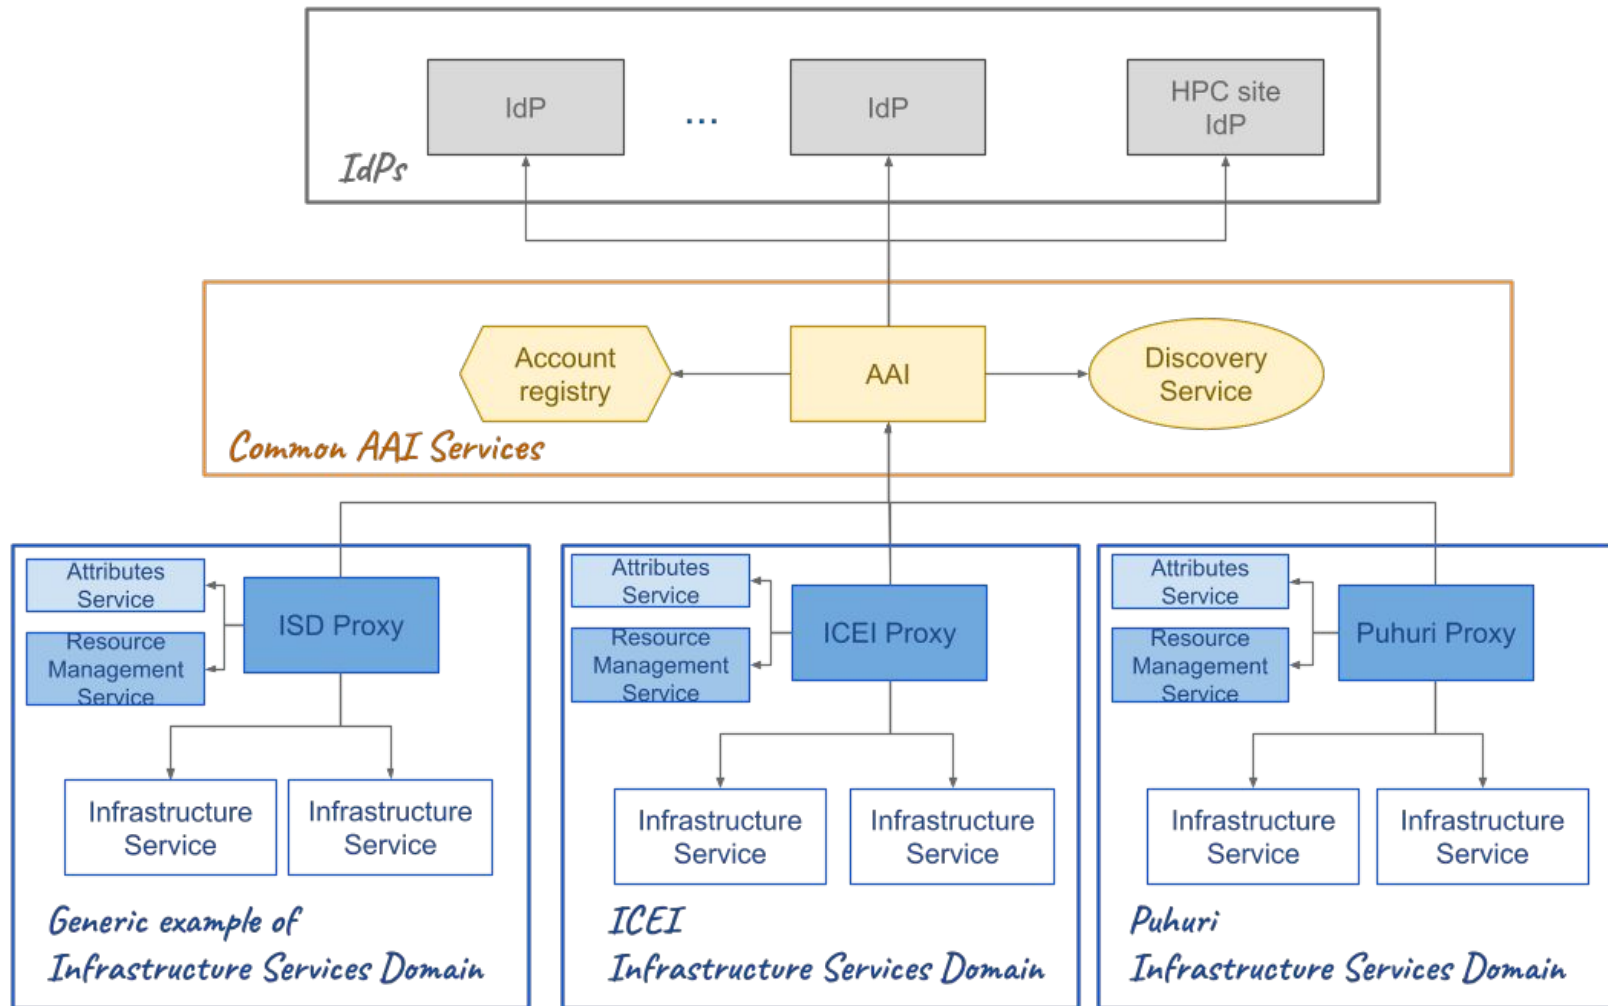 IdP
...
IdP
HPC site
IdP
IdPs
Account
registry
AAI
Discovery
Service
Common AAI Services
Attributes
Service
Resource
Management
Service
ISD Proxy
Infrastructure
Service
Infrastructure
Service
Generic example of
Infrastructure Services Domain
Attributes
Service
Resource
Management
Service
ICEI Proxy
Infrastructure
Service
Infrastructure
Service
ICEI
Infrastructure Services Domain
Attributes
Service
Resource
Management
Service
Puhuri Proxy
Infrastructure
Service
Infrastructure
Service
Puhuri
Infrastructure Services Domain